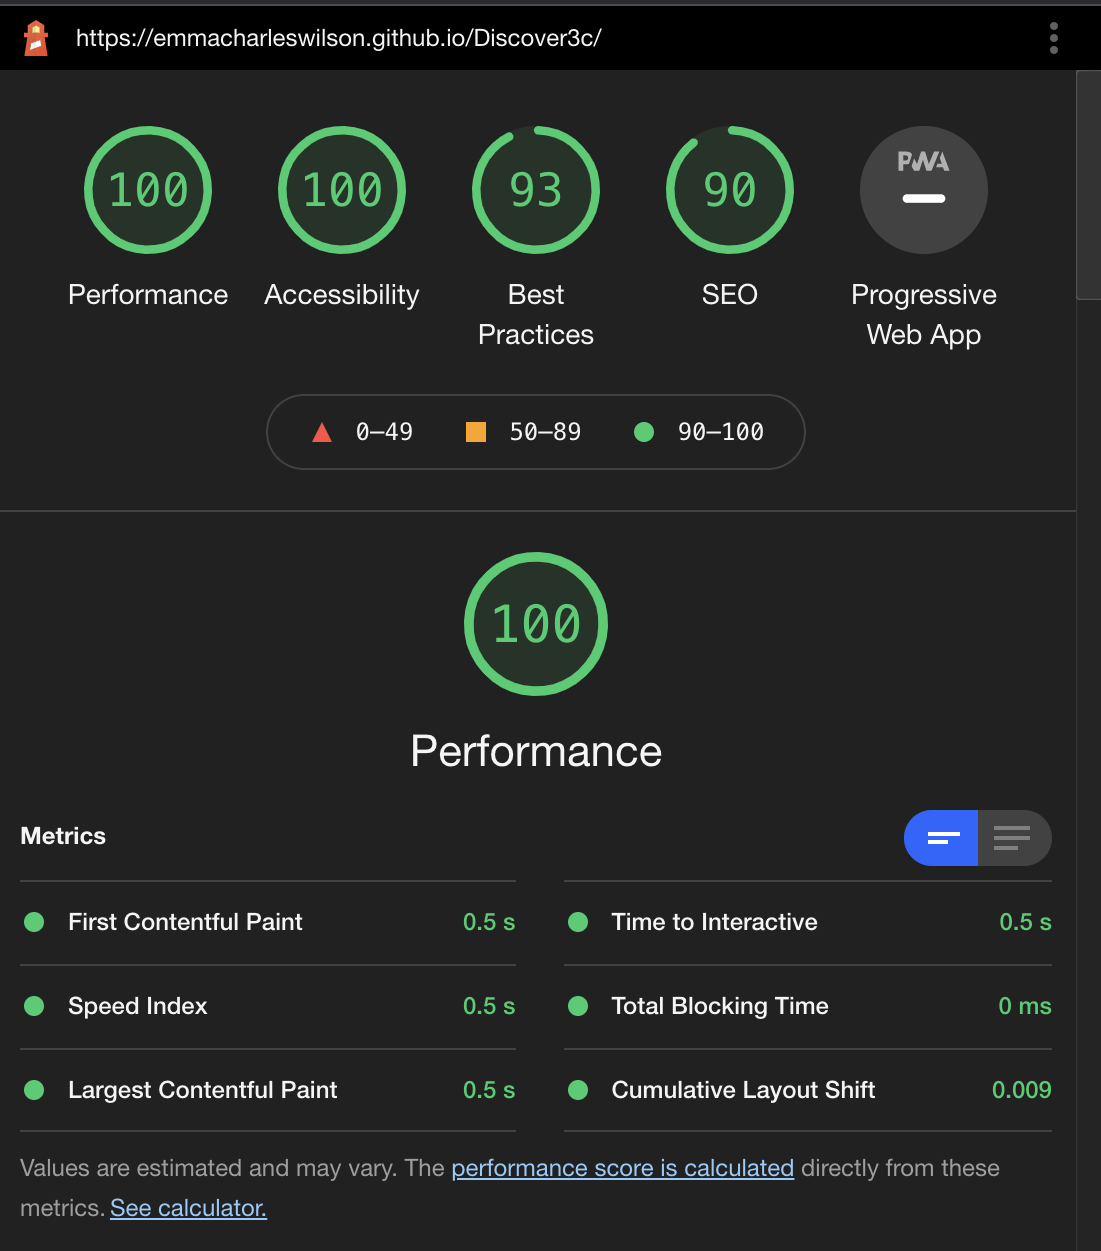 https://emmacharleswilson.github.io/Discover3c/
100 100 93 90 PWA
Performance Accessibility Best Practices SEO Progressive Web App
0–49 50–89 90–100
100
Performance
Metrics
First Contentful Paint 0.5 s
Time to Interactive 0.5 s
Speed Index 0.5 s
Total Blocking Time 0 ms
Largest Contentful Paint 0.5 s
Cumulative Layout Shift 0.009
Values are estimated and may vary. The performance score is calculated directly from these
metrics. See calculator.